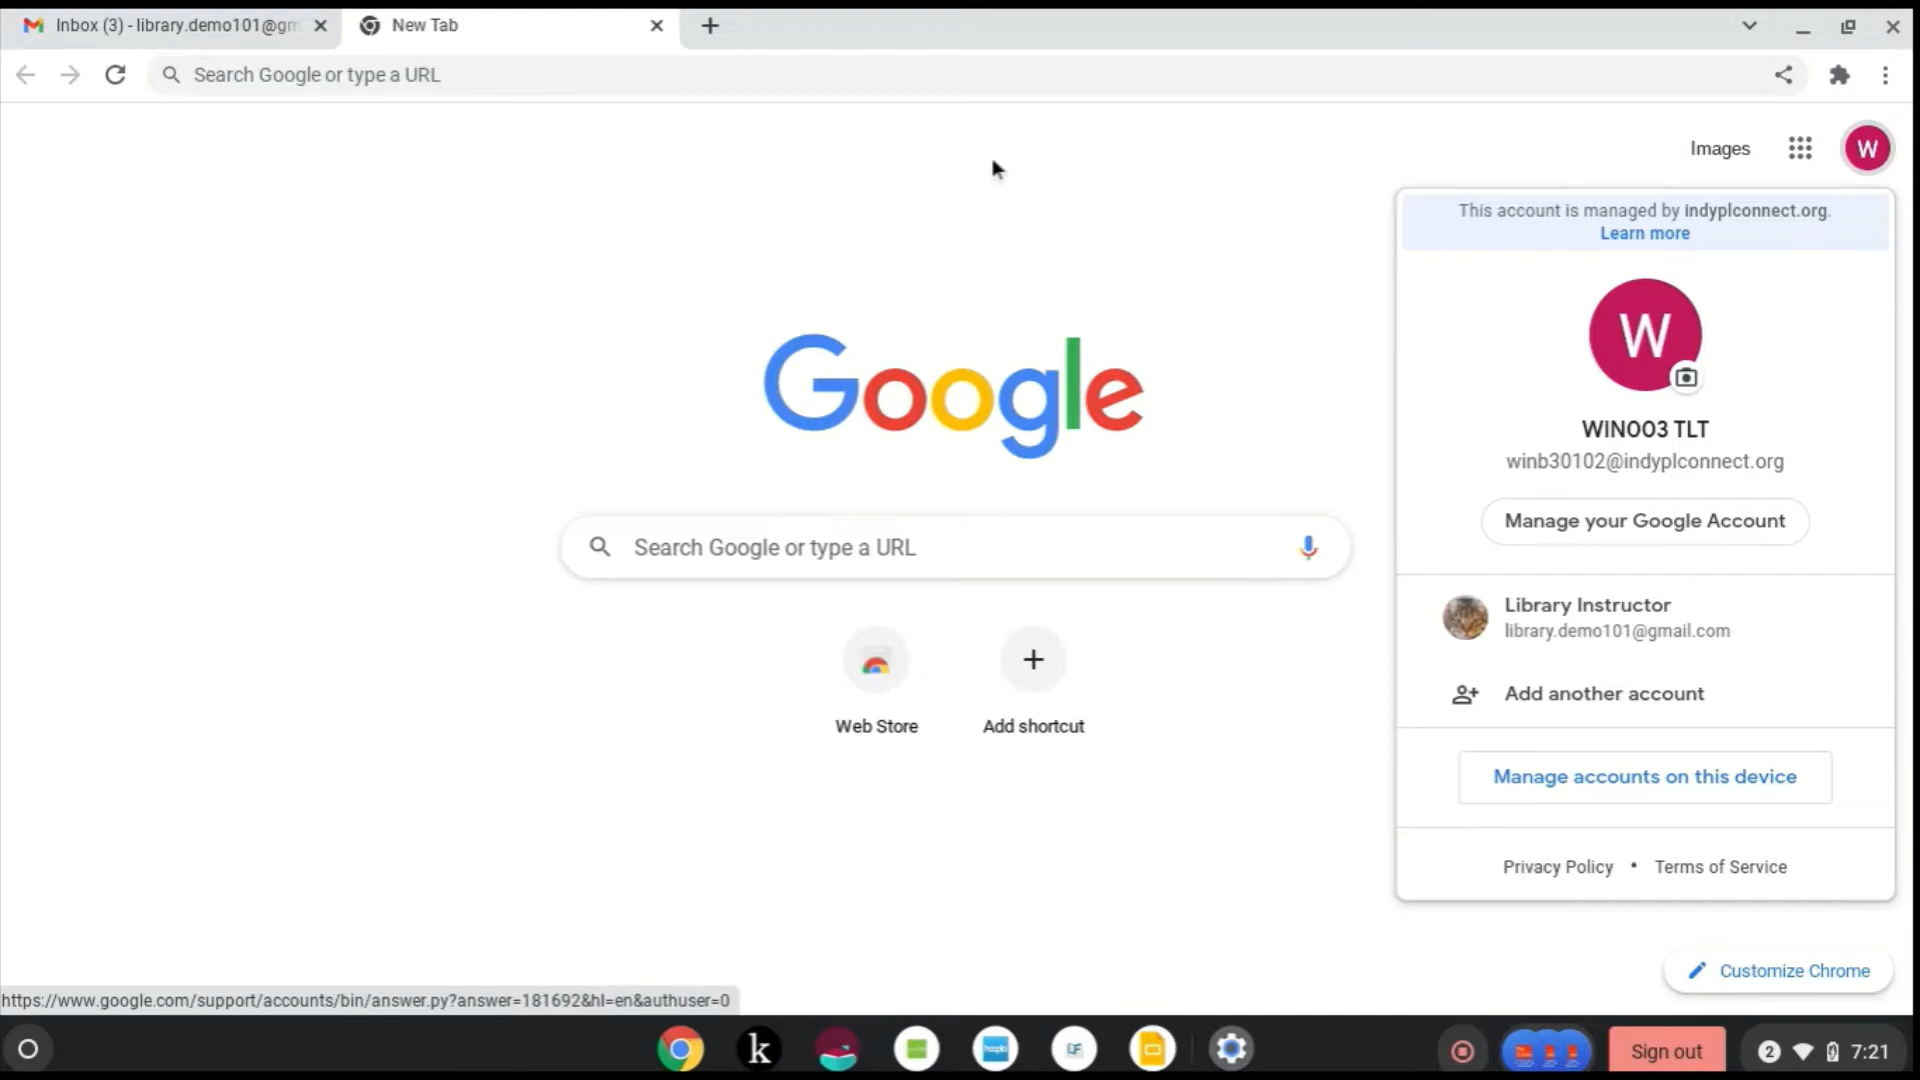 Inbox (3) - library.demo101@gm
New Tab
Search Google or type a URL
Images
W
This account is managed by indyplconnect.org.
Learn more
W
WIN003 TLT
winb30102@indyplconnect.org
Manage your Google Account
Library Instructor
library.demo101@gmail.com
Add another account
Manage accounts on this device
Privacy Policy • Terms of Service
Google
Search Google or type a URL
Web Store
Add shortcut
Customize Chrome
https://www.google.com/support/accounts/bin/answer.py?answer=181692&hl=en&authuser=0
k
hoopla
Sign out
2
7:21